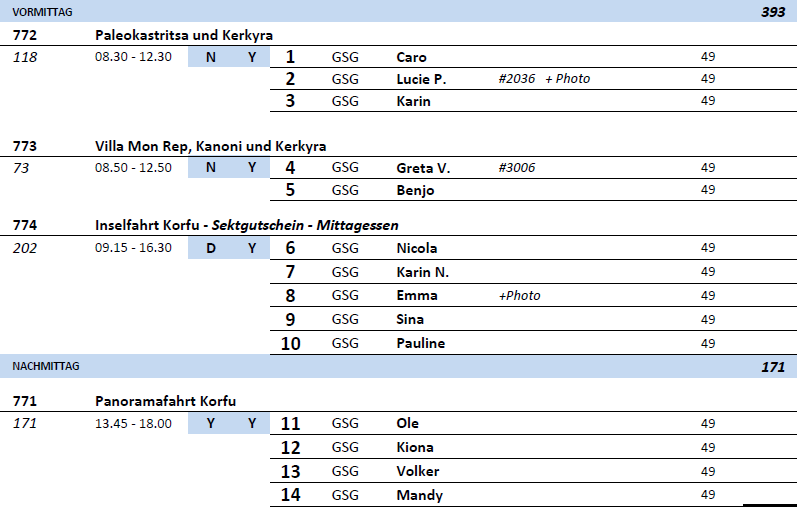 VORMITTAG 393
772 Paleokastritsa und Kerkyra
118 08.30 - 12.30 N Y 1 GSG Caro 49
2 GSG Lucie P. #2036 + Photo 49
3 GSG Karin 49
773 Villa Mon Rep, Kanoni und Kerkyra
73 08.50 - 12.50 N Y 4 GSG Greta V. #3006 49
5 GSG Benjo 49
774 Inselfahrt Korfu - Sektgutschein - Mittagessen
202 09.15 - 16.30 D Y 6 GSG Nicola 49
7 GSG Karin N. 49
8 GSG Emma +Photo 49
9 GSG Sina 49
10 GSG Pauline 49
NACHMITTAG 171
771 Panoramafahrt Korfu
171 13.45 - 18.00 Y Y 11 GSG Ole 49
12 GSG Kiona 49
13 GSG Volker 49
14 GSG Mandy 49